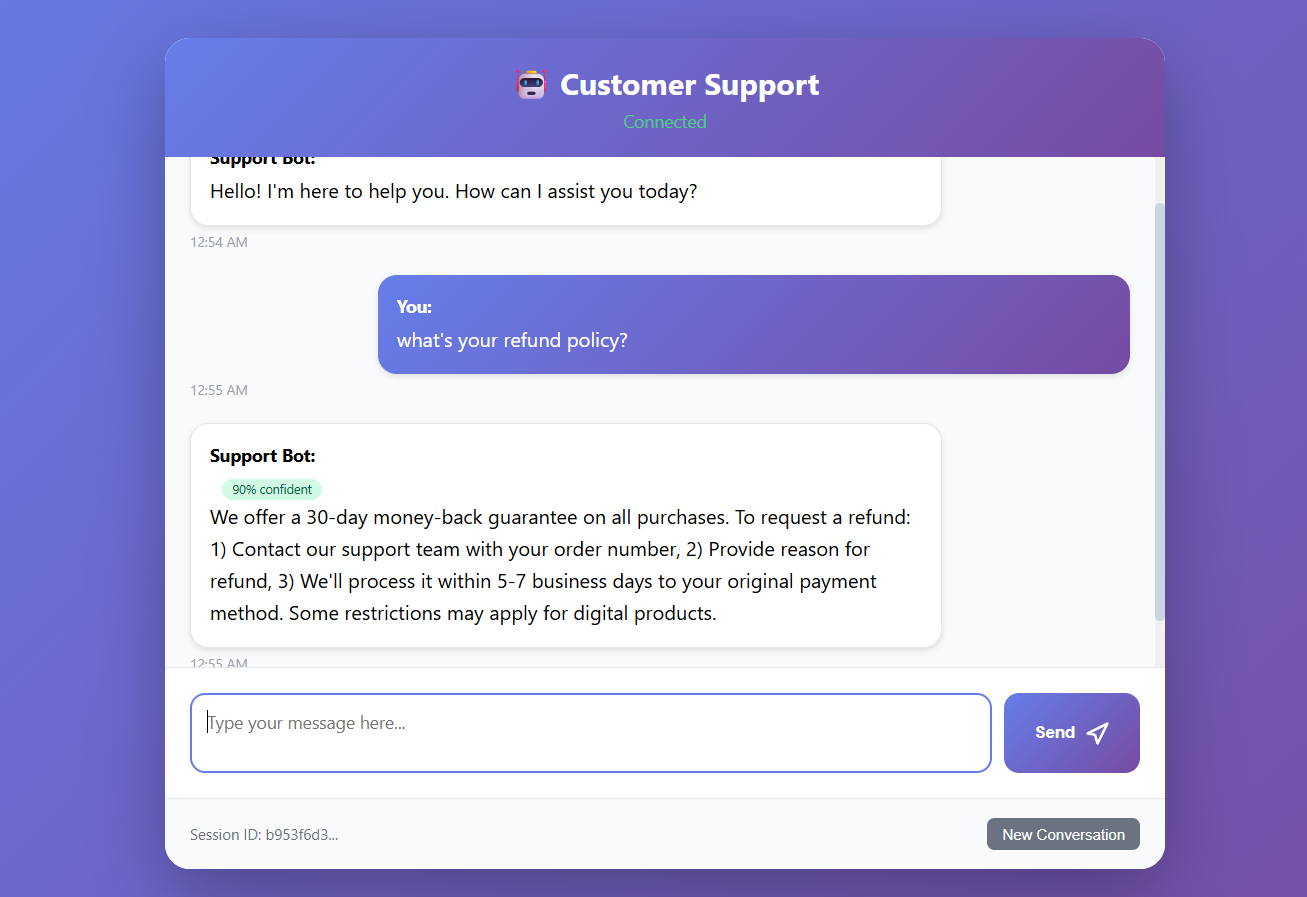 Customer Support
Connected
Support Bot:
Hello! I'm here to help you. How can I assist you today?
12:54 AM
You:
what's your refund policy?
12:55 AM
Support Bot:
90% confident
We offer a 30-day money-back guarantee on all purchases. To request a refund:
1) Contact our support team with your order number, 2) Provide reason for
refund, 3) We'll process it within 5-7 business days to your original payment
method. Some restrictions may apply for digital products.
12:55 AM
Type your message here...
Send
Session ID: b953f6d3...
New Conversation